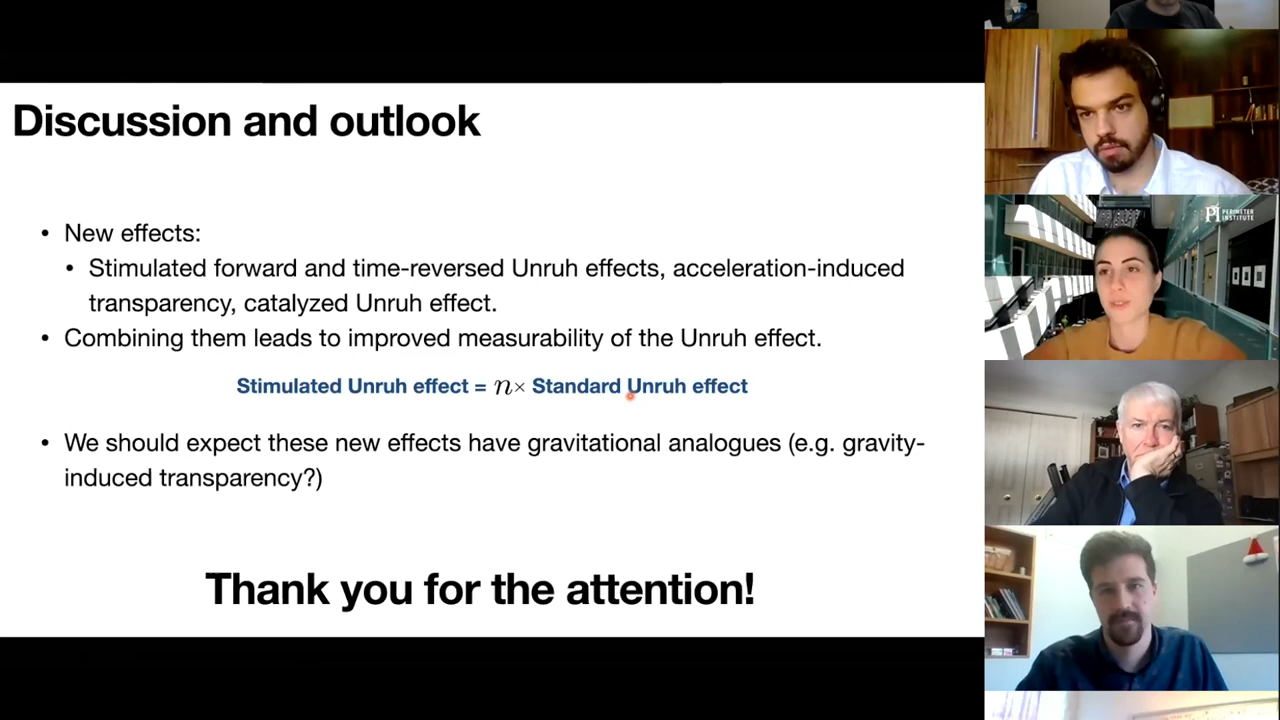 Discussion and outlook
• New effects:
• Stimulated forward and time-reversed Unruh effects, acceleration-induced
transparency, catalyzed Unruh effect.
• Combining them leads to improved measurability of the Unruh effect.
Stimulated Unruh effect = n× Standard Unruh effect
• We should expect these new effects have gravitational analogues (e.g. gravity-
induced transparency?)
Thank you for the attention!
PI PERIMETER
INSTITUTE